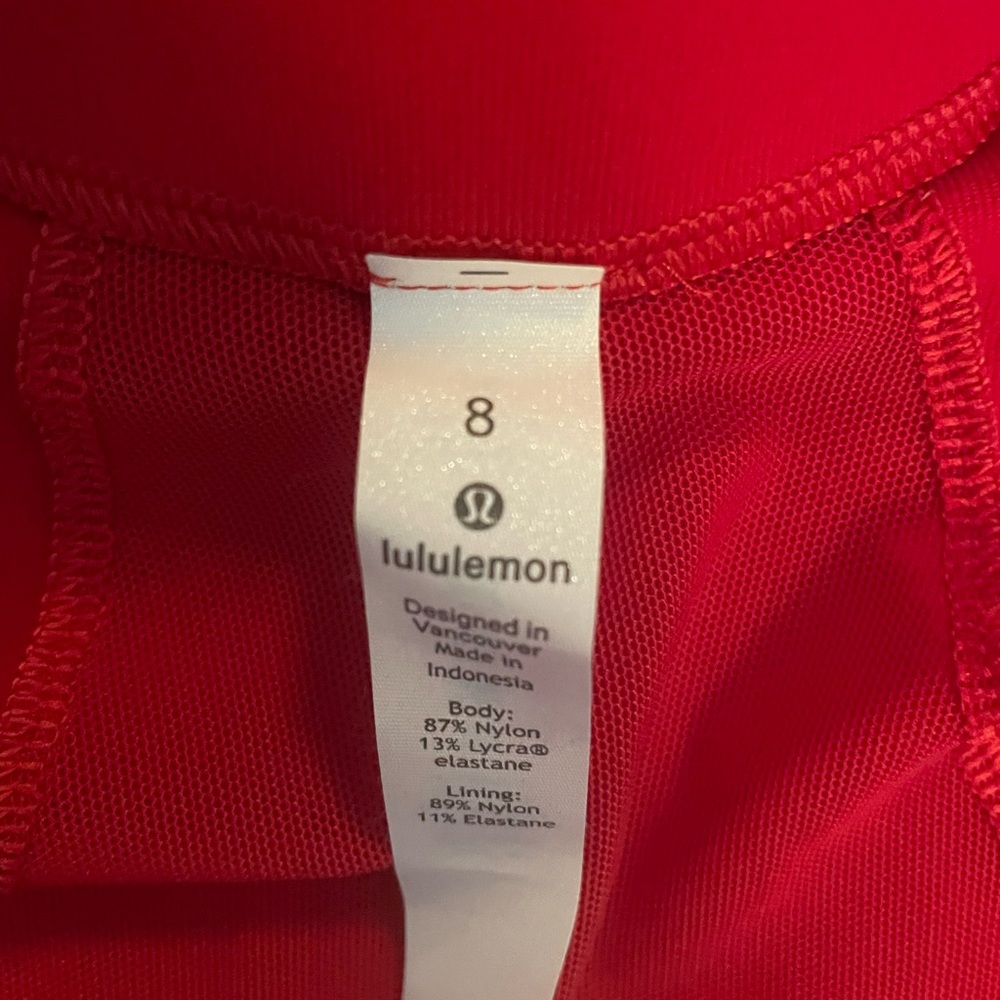 8
lululemon
Designed in
Vancouver
Made in
Indonesia
Body:
87% Nylon
13% Lycra®
elastane
Lining:
89% Nylon
11% Elastane